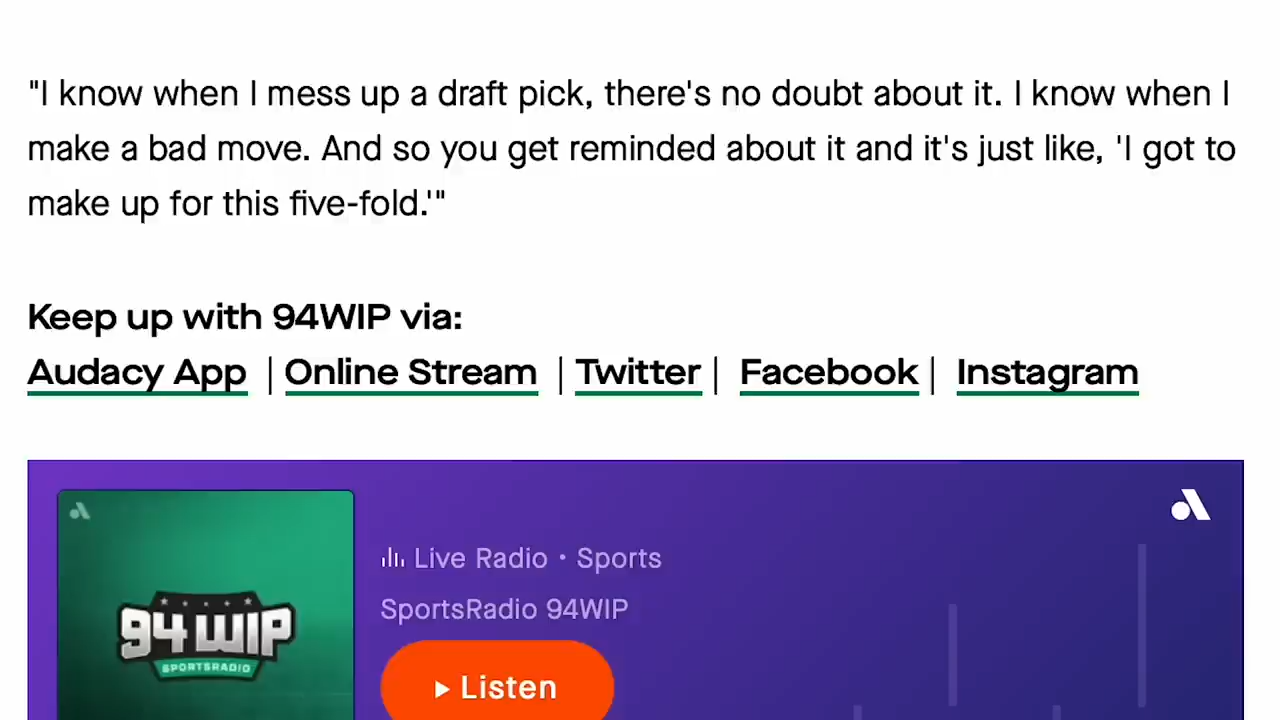 "I know when I mess up a draft pick, there's no doubt about it. I know when I
make a bad move. And so you get reminded about it and it's just like, 'I got to
make up for this five-fold.'"
Keep up with 94WIP via:
Audacy App | Online Stream | Twitter | Facebook | Instagram
Live Radio • Sports
SportsRadio 94WIP
94WIP
SPORTSRADIO
Listen